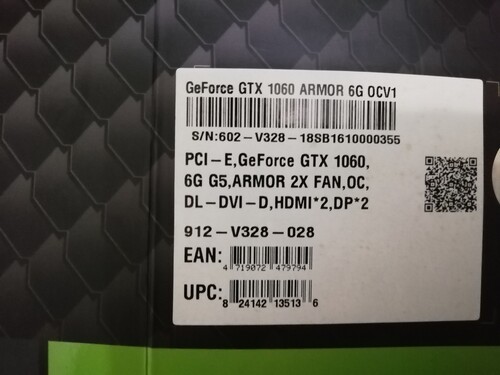 GeForce GTX 1060 ARMOR 6G OCV1
S/N:602-V328-18SB1610000355
PCI-E,GeForce GTX 1060,
6G G5,ARMOR 2X FAN,OC,
DL-DVI-D,HDMI*2,DP*2
912-V328-028
EAN: 4 719072 479794
UPC: 8 24142 13513 6